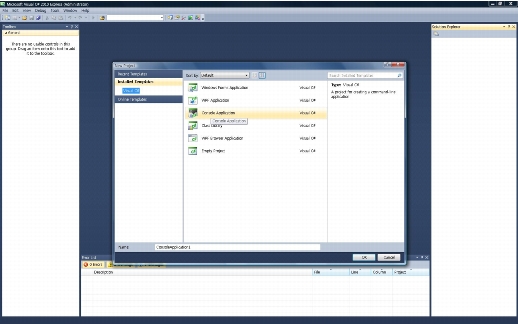 Microsoft Visual C# 2010 Express (Administrator)
File Edit View Debug Tools Window Help
Toolbox
General
There are no usable controls in this
group. Drag an item onto this text to add
it to the toolbox.
Solution Explorer
New Project
Recent Templates
Installed Templates
Visual C#
Online Templates
Sort by: Default
Search Installed Templates
Windows Forms Application Visual C#
WPF Application Visual C#
Console Application Visual C#
Console Application
Class Library Visual C#
WPF Browser Application Visual C#
Empty Project Visual C#
Type: Visual C#
A project for creating a command-line
application
Name: ConsoleApplication1
OK Cancel
Error List
0 Errors
Description File Line Column Project